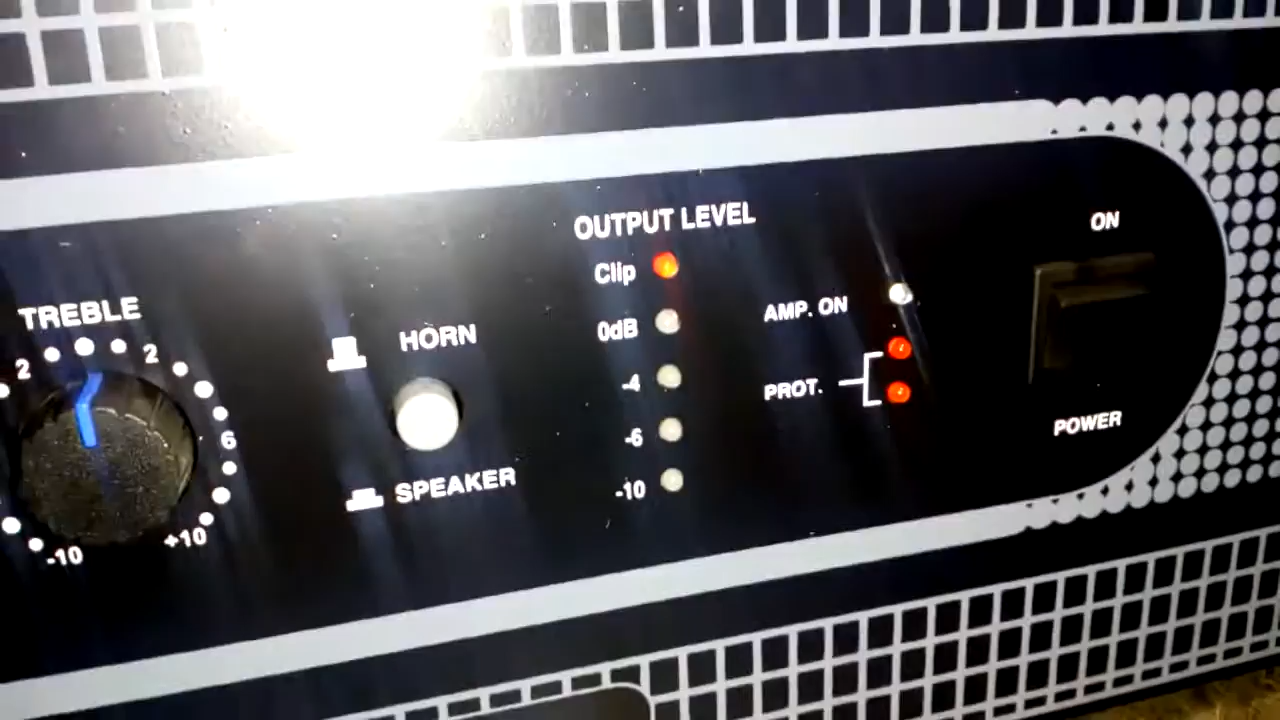 TREBLE
2
2
6
-10
+10
HORN
SPEAKER
OUTPUT LEVEL
Clip
0dB
-4
-6
-10
AMP. ON
PROT.
ON
POWER